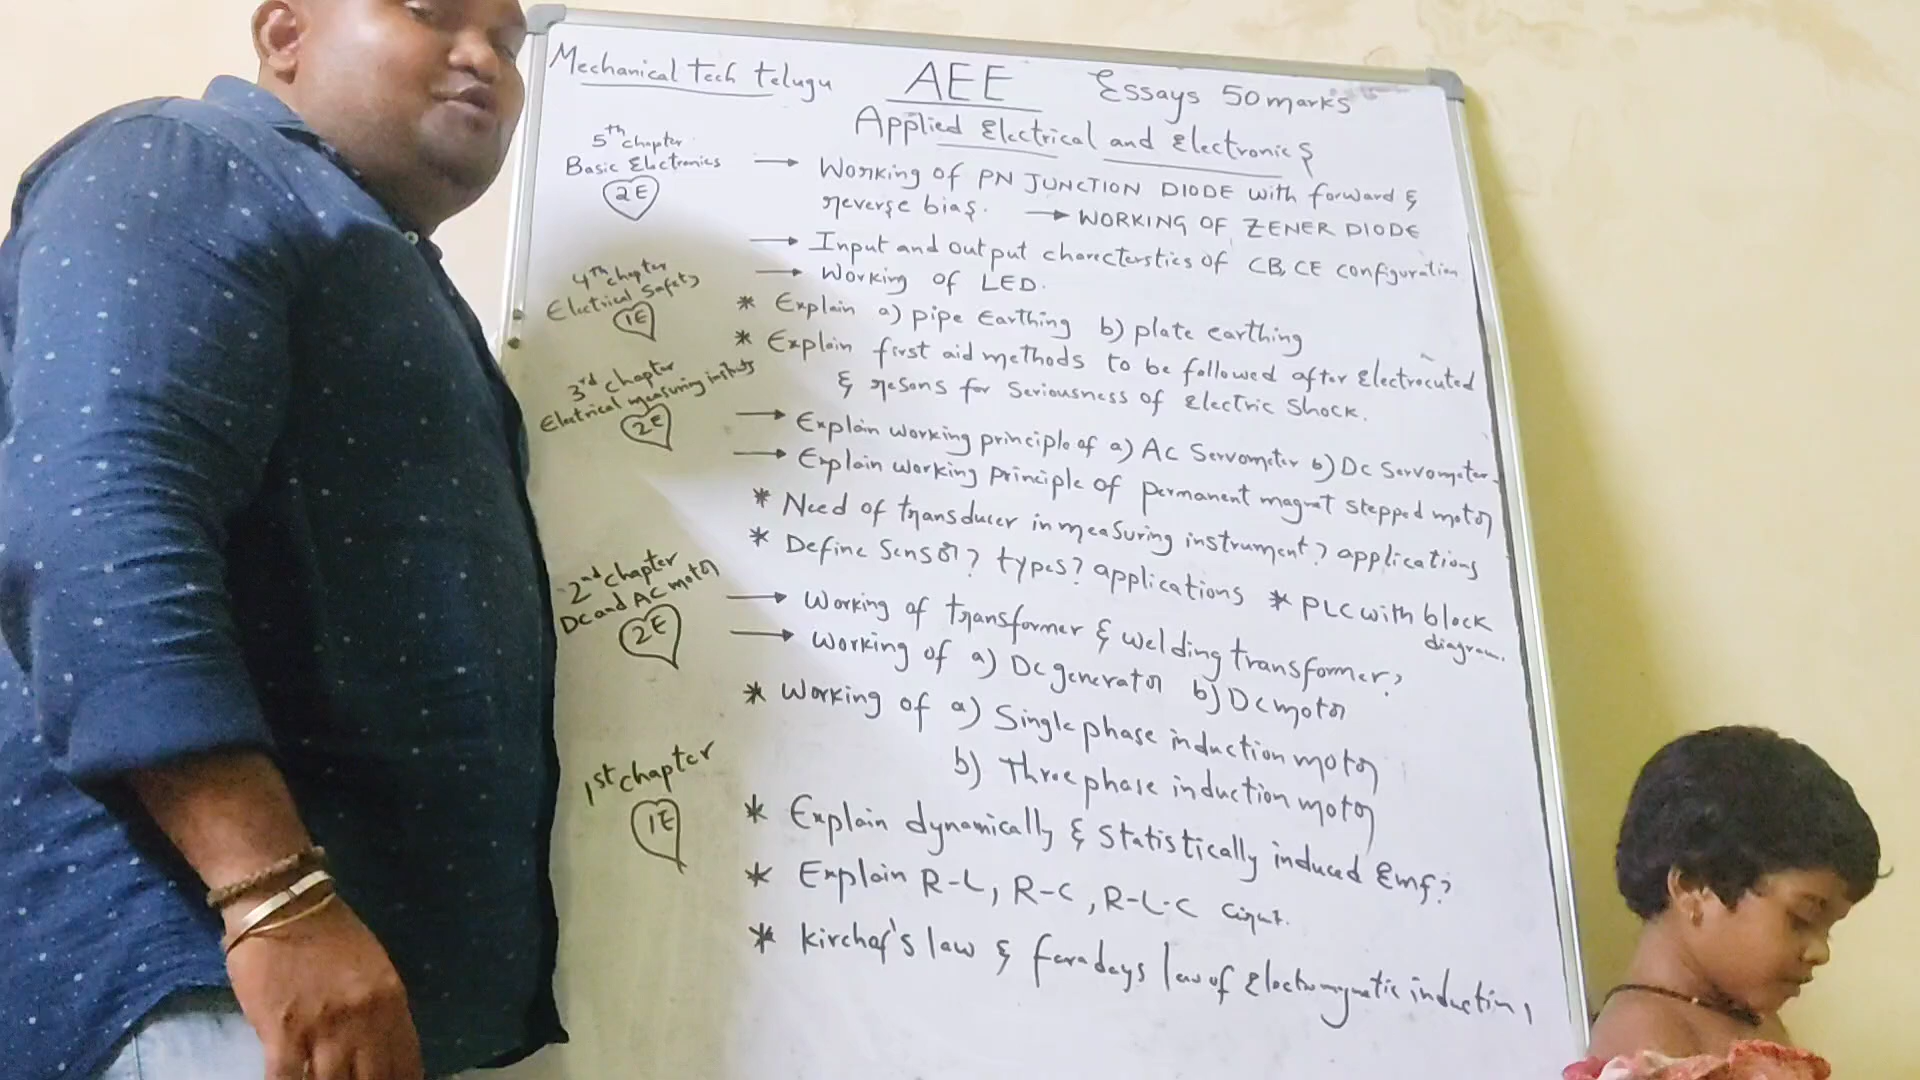 Mechanical Tech Telugu
AEE
Essays 50 marks
Applied Electrical and Electronics
5th chapter
Basic Electronics
2E
→ Working of PN JUNCTION DIODE with forward &
reverse bias. → WORKING OF ZENER DIODE
→ Input and output charecterstics of CB, CE configuration
→ Working of LED.
4th chapter
Electrical Safety
1E
* Explain a) pipe Earthing b) plate earthing
* Explain first aid methods to be followed after Electrocuted
& resons for Seriousness of Electric Shock.
3rd chapter
Electrical measuring instruts
2E
→ Explain working principle of a) AC Servometer b) DC Servometer
→ Explain working principle of permanent magnet stepped motor
* Need of transducer in measuring instrument? applications
* Define Sensor? types? applications * PLC with block
diagram.
2nd chapter
DC and AC motor
2E
→ Working of transformer & welding transformer?
→ Working of a) DC generator b) DC motor
* Working of a) Single phase induction motor
b) Three phase induction motor
1st chapter
1E
* Explain dynamically & Statistically induced Emf?
* Explain R-L, R-C, R-L-C
* Kirchof's law & faradays law of Electromagnetic induction,